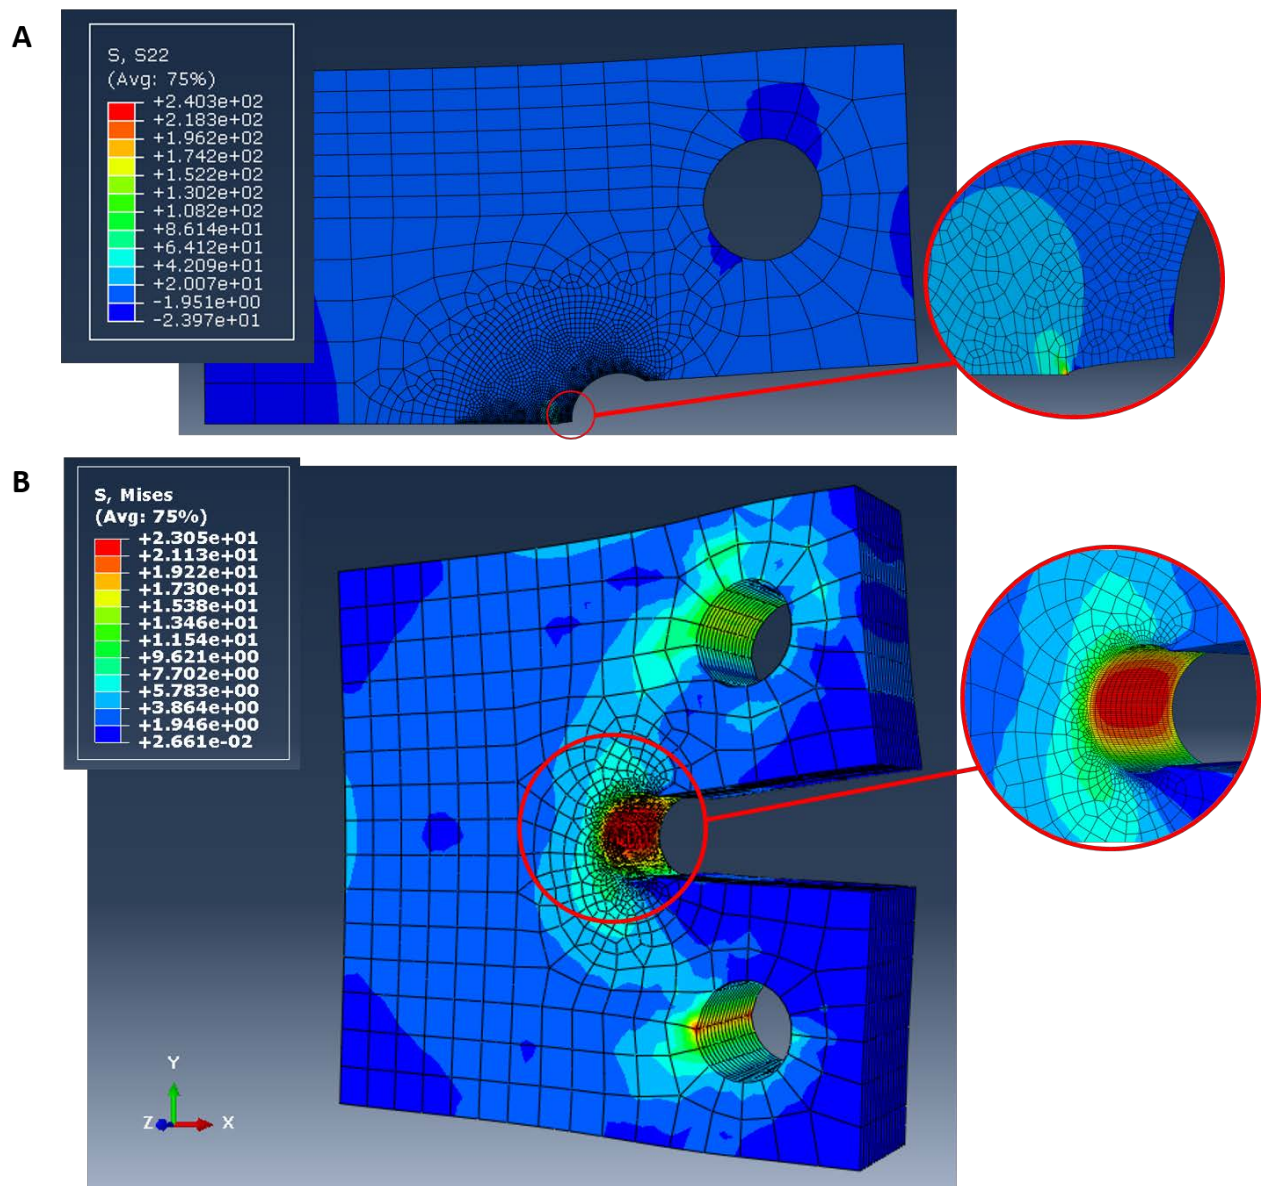 A
S, S22
(Avg: 75%)
+2.403e+02
+2.183e+02
+1.962e+02
+1.742e+02
+1.522e+02
+1.302e+02
+1.082e+02
+8.614e+01
+6.412e+01
+4.209e+01
+2.007e+01
-1.951e+00
-2.397e+01
B
S, Mises
(Avg: 75%)
+2.305e+01
+2.113e+01
+1.922e+01
+1.730e+01
+1.538e+01
+1.346e+01
+1.154e+01
+9.621e+00
+7.702e+00
+5.783e+00
+3.864e+00
+1.946e+00
+2.661e-02
Y
Z X